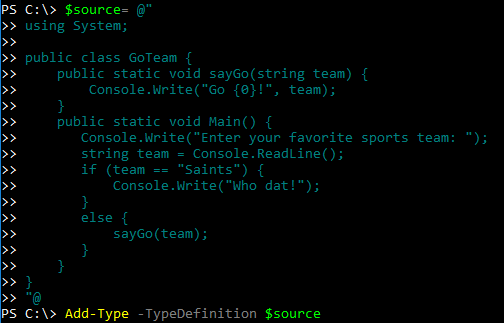 PS C:\> $source= @"
>> using System;
>>
>> public class GoTeam {
>>     public static void sayGo(string team) {
>>         Console.Write("Go {0}!", team);
>>     }
>>     public static void Main() {
>>        Console.Write("Enter your favorite sports team: ");
>>        string team = Console.ReadLine();
>>        if (team == "Saints") {
>>            Console.Write("Who dat!");
>>        }
>>        else {
>>            sayGo(team);
>>        }
>>     }
>> }
>> "@
PS C:\> Add-Type -TypeDefinition $source